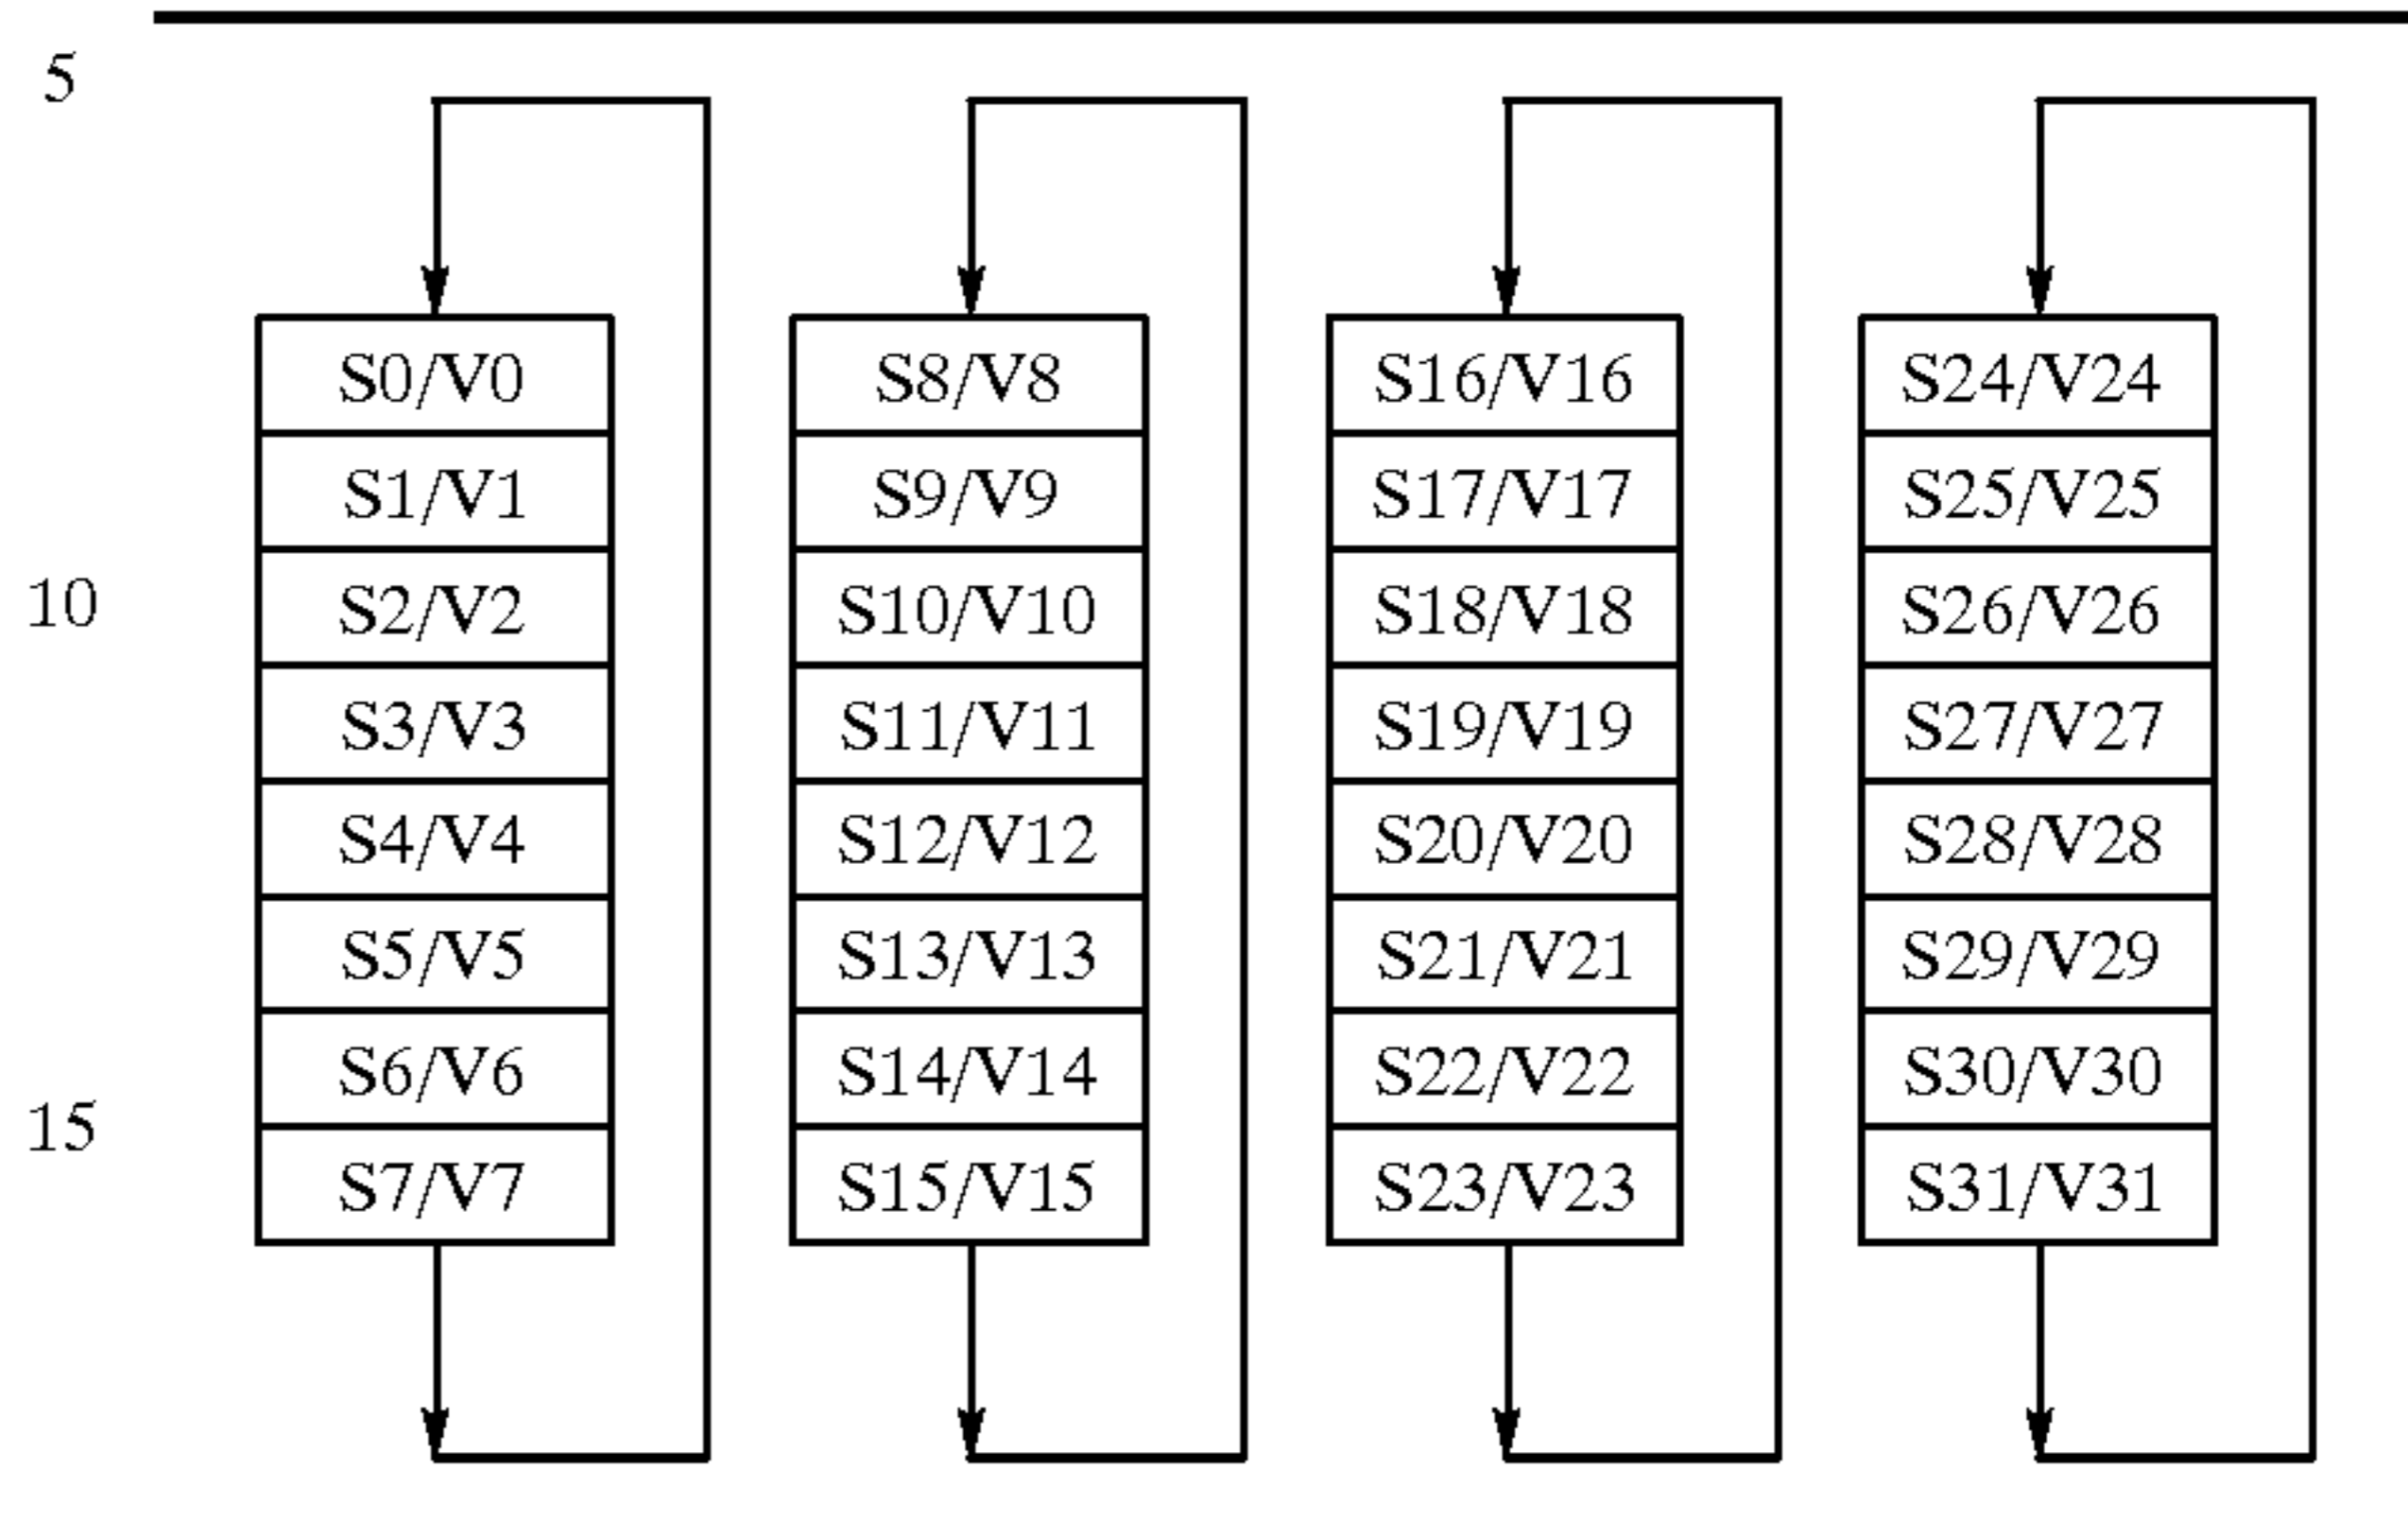 5
S0/V0 S8/V8 S16/V16 S24/V24
S1/V1 S9/V9 S17/V17 S25/V25
10 S2/V2 S10/V10 S18/V18 S26/V26
S3/V3 S11/V11 S19/V19 S27/V27
S4/V4 S12/V12 S20/V20 S28/V28
S5/V5 S13/V13 S21/V21 S29/V29
S6/V6 S14/V14 S22/V22 S30/V30
15
S7/V7 S15/V15 S23/V23 S31/V31